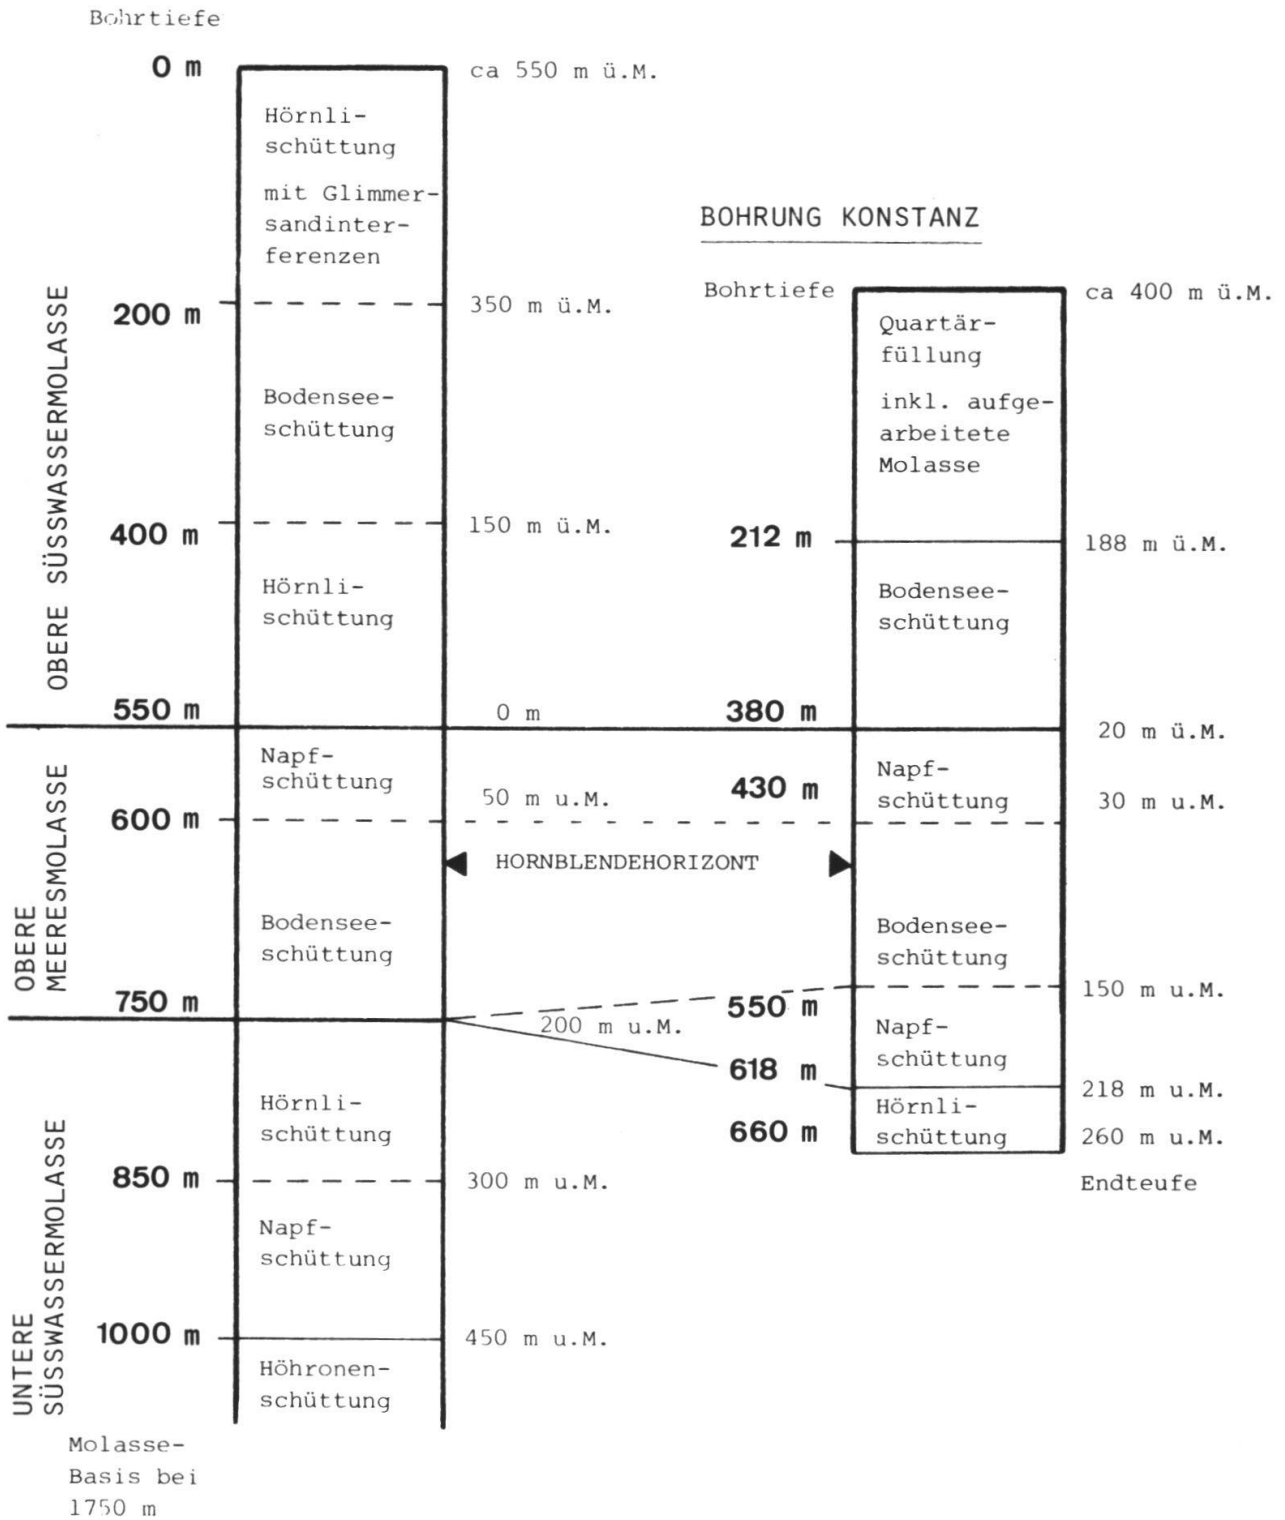 Bohrtiefe
0 m
ca 550 m ü.M.
Hörnli-
schüttung
mit Glimmer-
sandinter-
ferenzen
200 m
350 m ü.M.
Bodensee-
schüttung
400 m
150 m ü.M.
Hörnli-
schüttung
550 m
0 m
Napf-
schüttung
50 m u.M.
600 m
HORNBLENDEHORIZONT
Bodensee-
schüttung
750 m
200 m u.M.
Hörnli-
schüttung
850 m
300 m u.M.
Napf-
schüttung
1000 m
450 m u.M.
Höhronen-
schüttung
Molasse-
Basis bei
1750 m
OBERE SÜSSWASSERMOLASSE
OBERE
MEERESMOLASSE
UNTERE
SÜSSWASSERMOLASSE
BOHRUNG KONSTANZ
Bohrtiefe
ca 400 m ü.M.
Quartär-
füllung
inkl. aufge-
arbeitete
Molasse
212 m
188 m ü.M.
Bodensee-
schüttung
380 m
20 m ü.M.
Napf-
schüttung
430 m
30 m u.M.
Bodensee-
schüttung
550 m
150 m u.M.
Napf-
schüttung
618 m
218 m u.M.
Hörnli-
schüttung
660 m
260 m u.M.
Endteufe